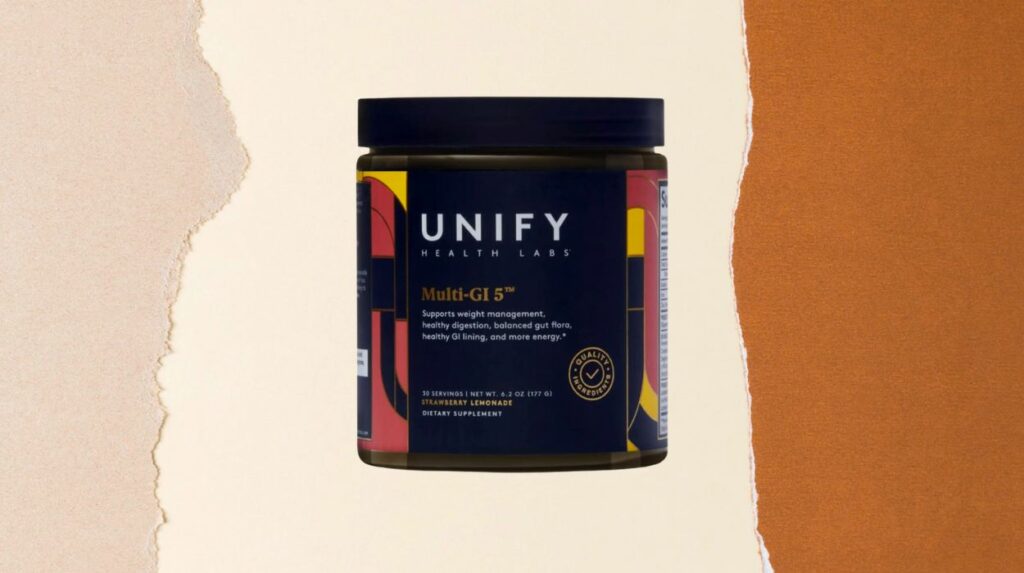 UNIFY
HEALTH LABS
Multi-GI 5™
Supports weight management,
healthy digestion, balanced gut flora,
healthy GI lining, and more energy.*
QUALITY
INGREDIENTS
30 SERVINGS | NET WT. 6.2 OZ (177 G)
STRAWBERRY LEMONADE
DIETARY SUPPLEMENT